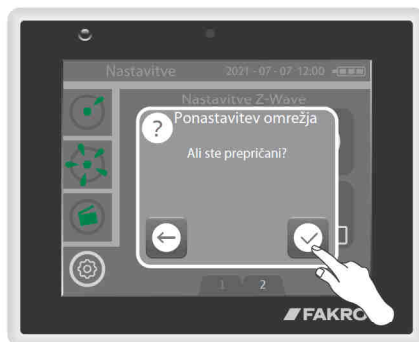 Nastavitve 2021-07-07 12:00
Nastavitve Z-Wave
?
Ponastavitev omrežja
Ali ste prepričani?
1 2
FAKRO